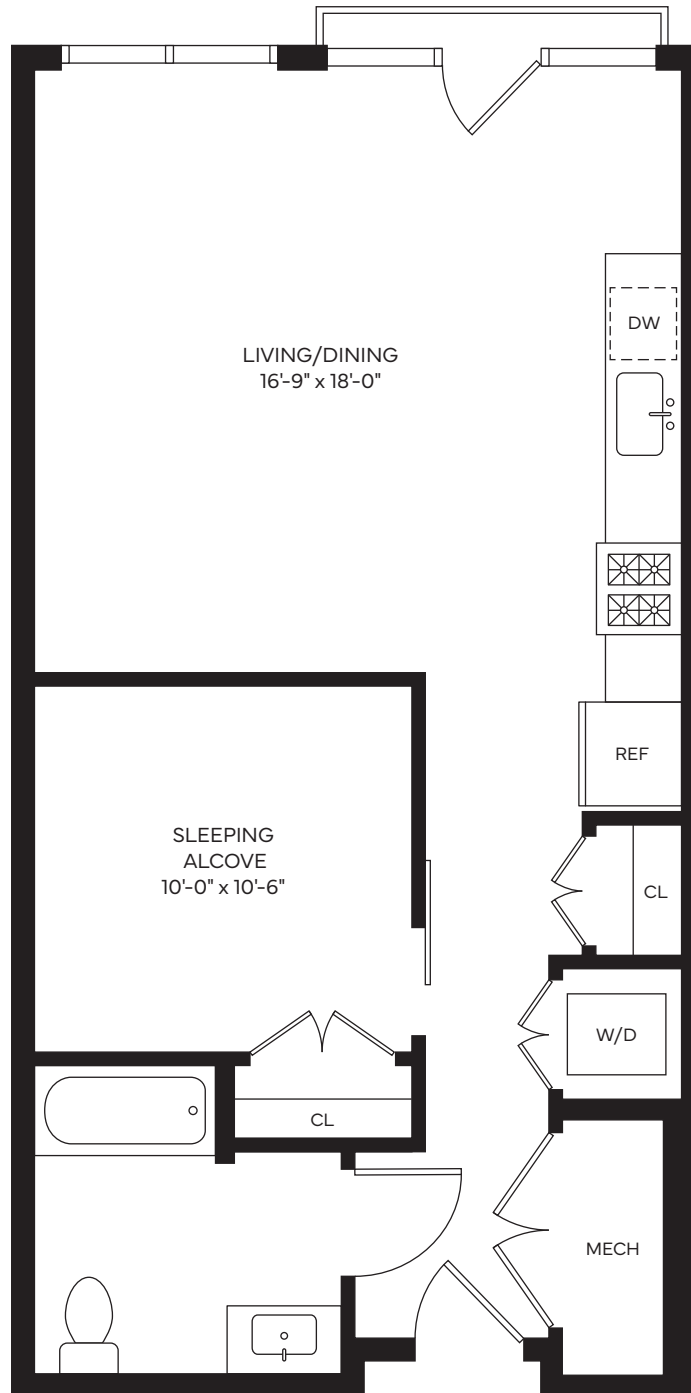 DW
LIVING/DINING
16'-9" x 18'-0"
REF
SLEEPING
ALCOVE
10'-0" x 10'-6"
CL
W/D
CL
MECH